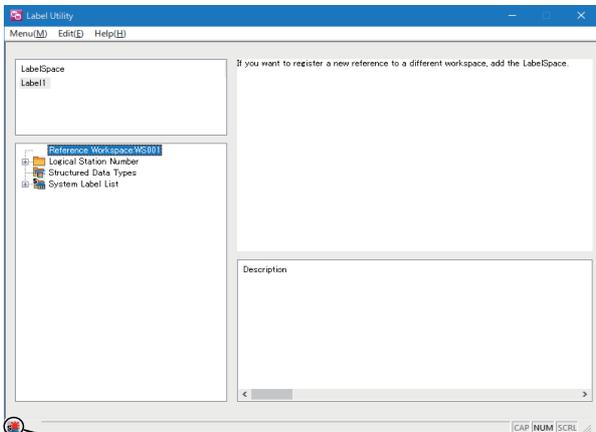 Label Utility
Menu(M) Edit(E) Help(H)
LabelSpace
Label1
If you want to register a new reference to a different workspace, add the LabelSpace.
Reference Workspace:WS001
Logical Station Number
Structured Data Types
System Label List
Description
CAP NUM SCRL